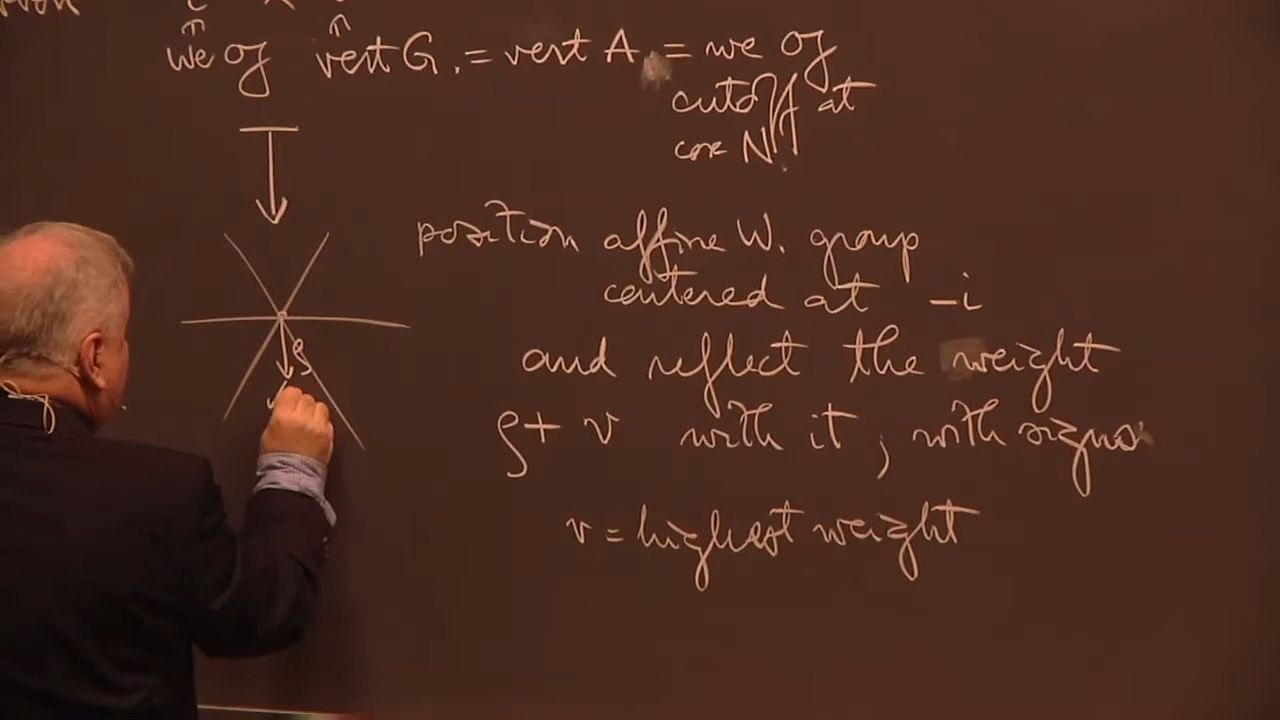 we of vert G. = vert A = we of
cutoff at
cox N.
position affine W. group
centered at -i
and reflect the weight
ρ
ρ + v with it, with signs
v = highest weight